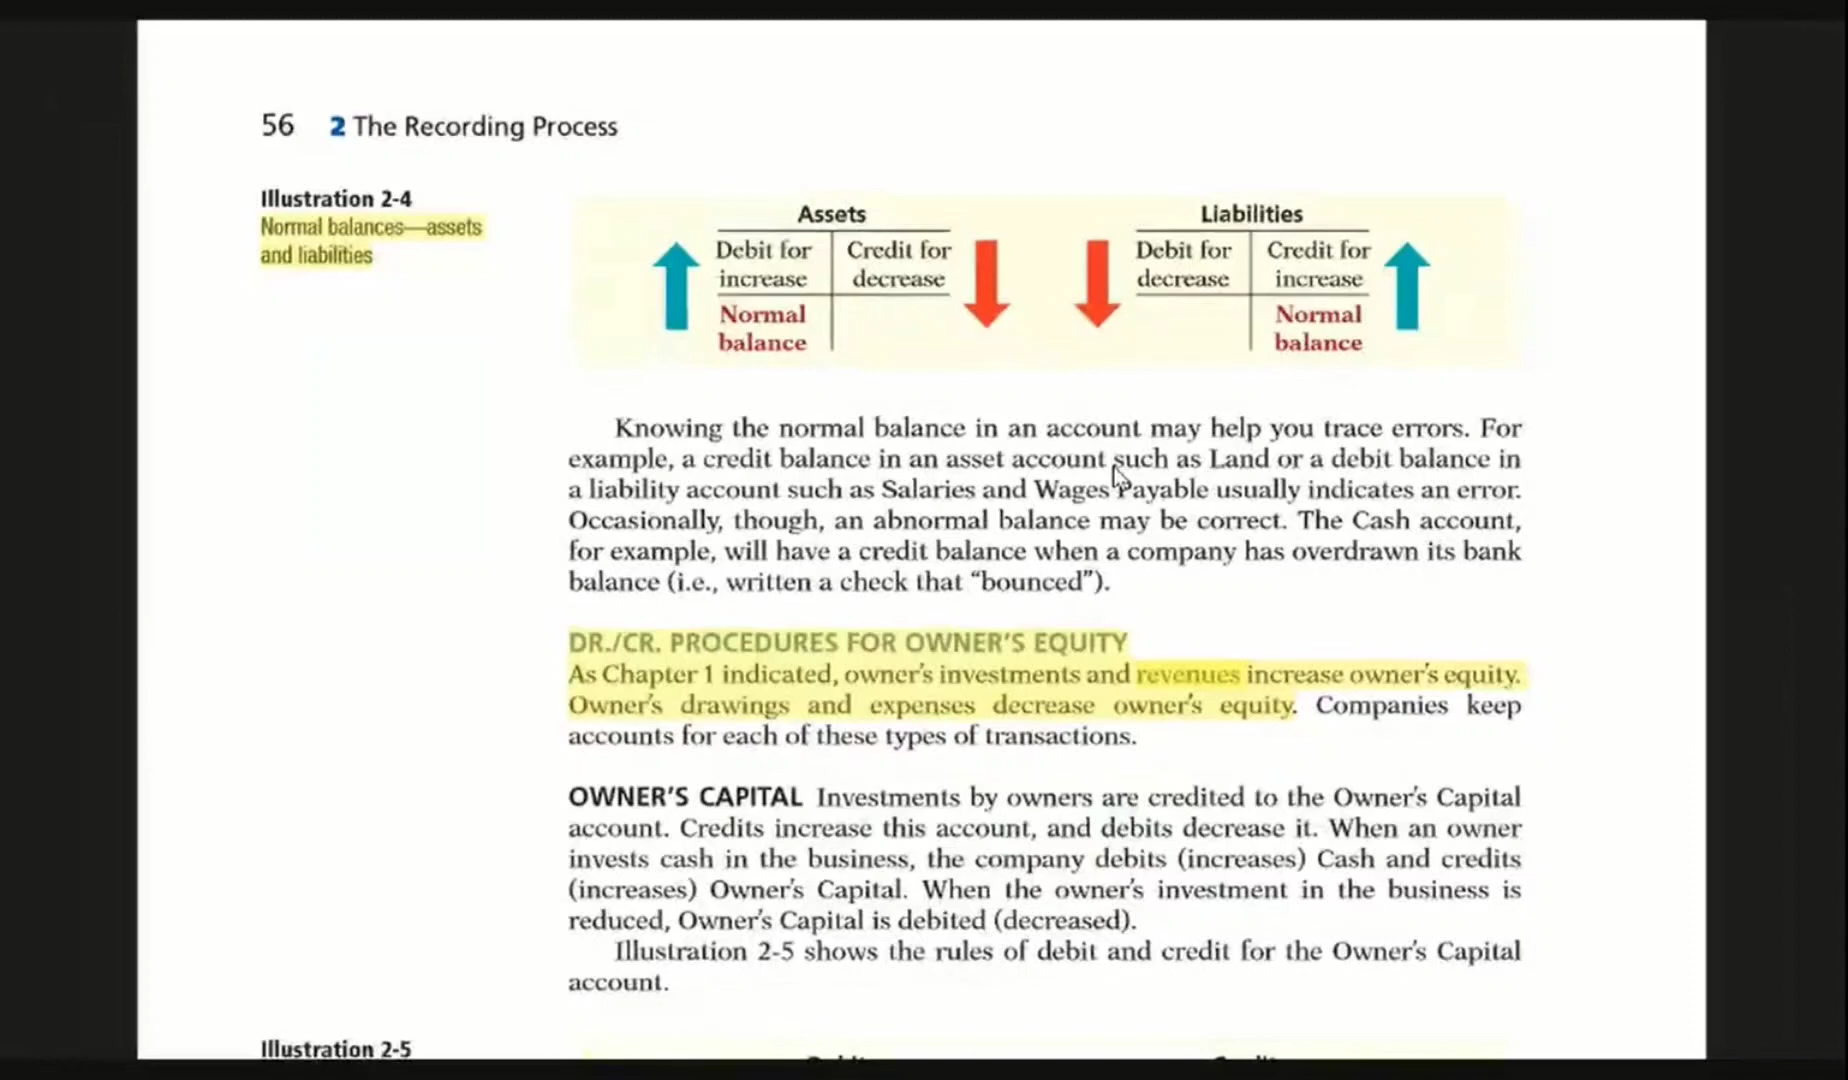 56 2 The Recording Process
Illustration 2-4
Normal balances—assets
and liabilities
Assets
Debit for Credit for
increase decrease
Normal
balance
Liabilities
Debit for Credit for
decrease increase
Normal
balance
Knowing the normal balance in an account may help you trace errors. For
example, a credit balance in an asset account such as Land or a debit balance in
a liability account such as Salaries and Wages Payable usually indicates an error.
Occasionally, though, an abnormal balance may be correct. The Cash account,
for example, will have a credit balance when a company has overdrawn its bank
balance (i.e., written a check that “bounced”).
DR./CR. PROCEDURES FOR OWNER’S EQUITY
As Chapter 1 indicated, owner’s investments and revenues increase owner’s equity.
Owner’s drawings and expenses decrease owner’s equity. Companies keep
accounts for each of these types of transactions.
OWNER’S CAPITAL Investments by owners are credited to the Owner’s Capital
account. Credits increase this account, and debits decrease it. When an owner
invests cash in the business, the company debits (increases) Cash and credits
(increases) Owner’s Capital. When the owner’s investment in the business is
reduced, Owner’s Capital is debited (decreased).
Illustration 2-5 shows the rules of debit and credit for the Owner’s Capital
account.
Illustration 2-5